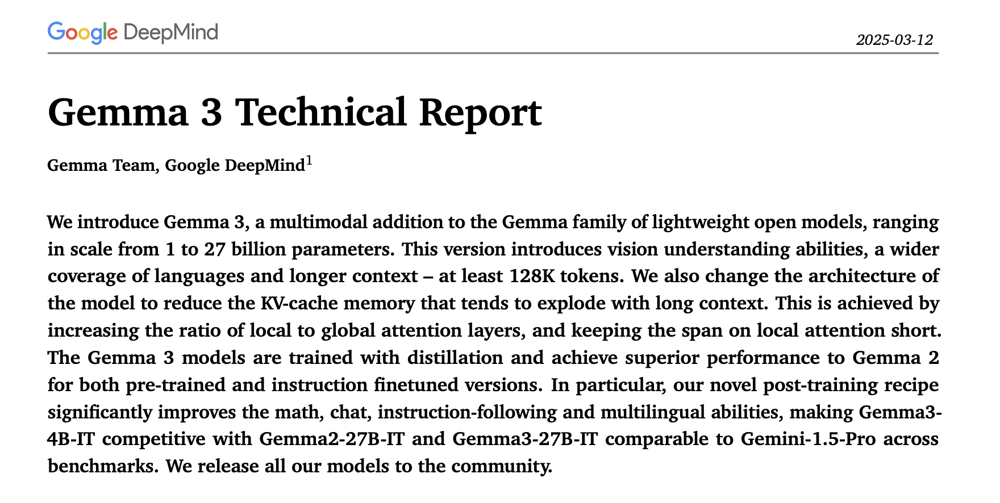 Google DeepMind
2025-03-12
Gemma 3 Technical Report
Gemma Team, Google DeepMind1
We introduce Gemma 3, a multimodal addition to the Gemma family of lightweight open models, ranging
in scale from 1 to 27 billion parameters. This version introduces vision understanding abilities, a wider
coverage of languages and longer context – at least 128K tokens. We also change the architecture of
the model to reduce the KV-cache memory that tends to explode with long context. This is achieved by
increasing the ratio of local to global attention layers, and keeping the span on local attention short.
The Gemma 3 models are trained with distillation and achieve superior performance to Gemma 2
for both pre-trained and instruction finetuned versions. In particular, our novel post-training recipe
significantly improves the math, chat, instruction-following and multilingual abilities, making Gemma3-
4B-IT competitive with Gemma2-27B-IT and Gemma3-27B-IT comparable to Gemini-1.5-Pro across
benchmarks. We release all our models to the community.